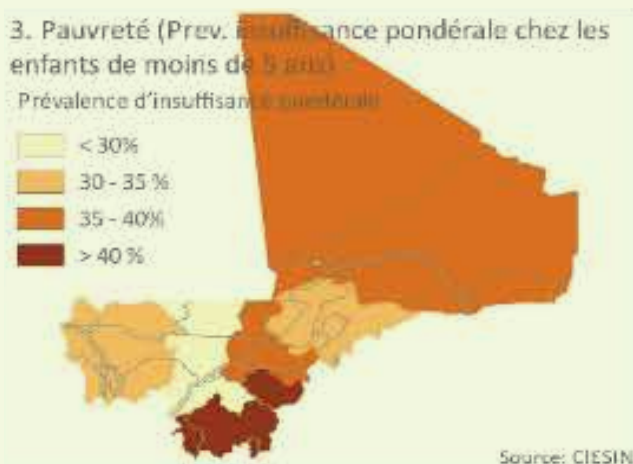 3. Pauvreté (Prev. insuffisance pondérale chez les
enfants de moins de 5 ans)
Prévalence d'insuffisance pondérale
< 30%
30 - 35 %
35 - 40%
> 40 %
Source: CIESIN